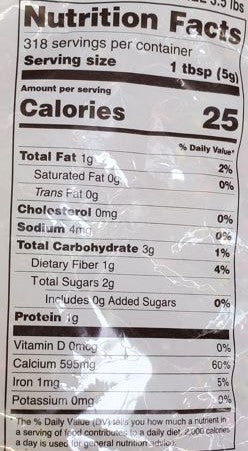 3.5 lbs
Nutrition Facts
318 servings per container
Serving size 1 tbsp (5g)
Amount per serving
Calories 25
% Daily Value*
Total Fat 1g 2%
Saturated Fat 0g 0%
Trans Fat 0g
Cholesterol 0mg 0%
Sodium 4mg 0%
Total Carbohydrate 3g 1%
Dietary Fiber 1g 4%
Total Sugars 2g
Includes 0g Added Sugars 0%
Protein 1g
Vitamin D 0mcg 0%
Calcium 595mg 60%
Iron 1mg 5%
Potassium 0mg 0%
*The % Daily Value (DV) tells you how much a nutrient in
a serving of food contributes to a daily diet. 2,000 calories
a day is used for general nutrition advice.